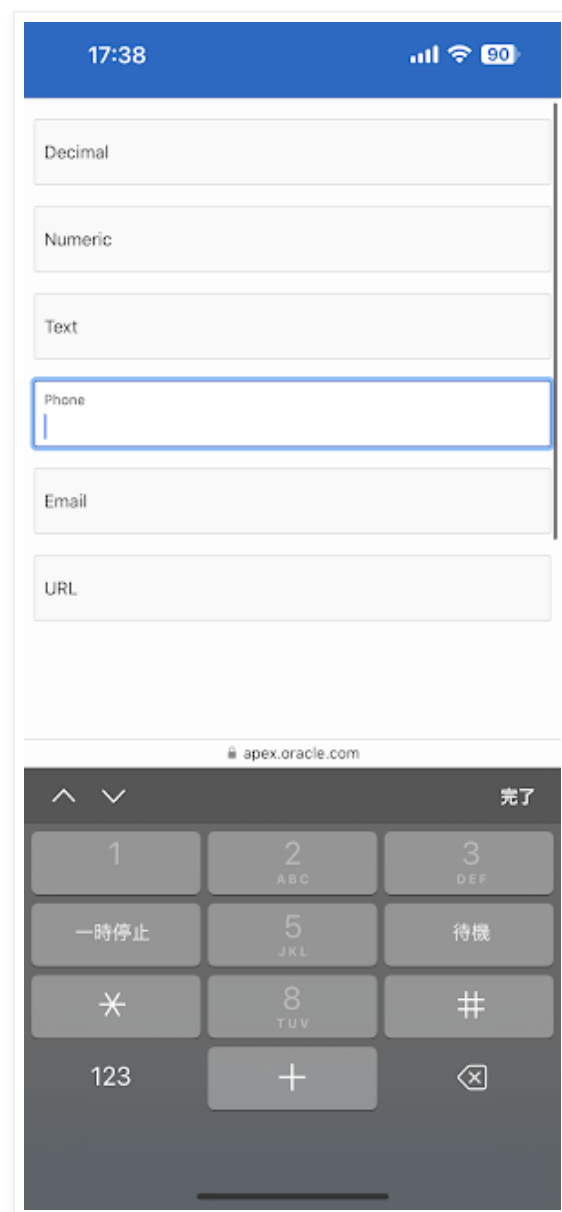 17:38 90
Decimal
Numeric
Text
Phone
Email
URL
apex.oracle.com
完了
1 2 3
ABC DEF
一時停止 5 待機
JKL
* 8 #
TUV
123 +